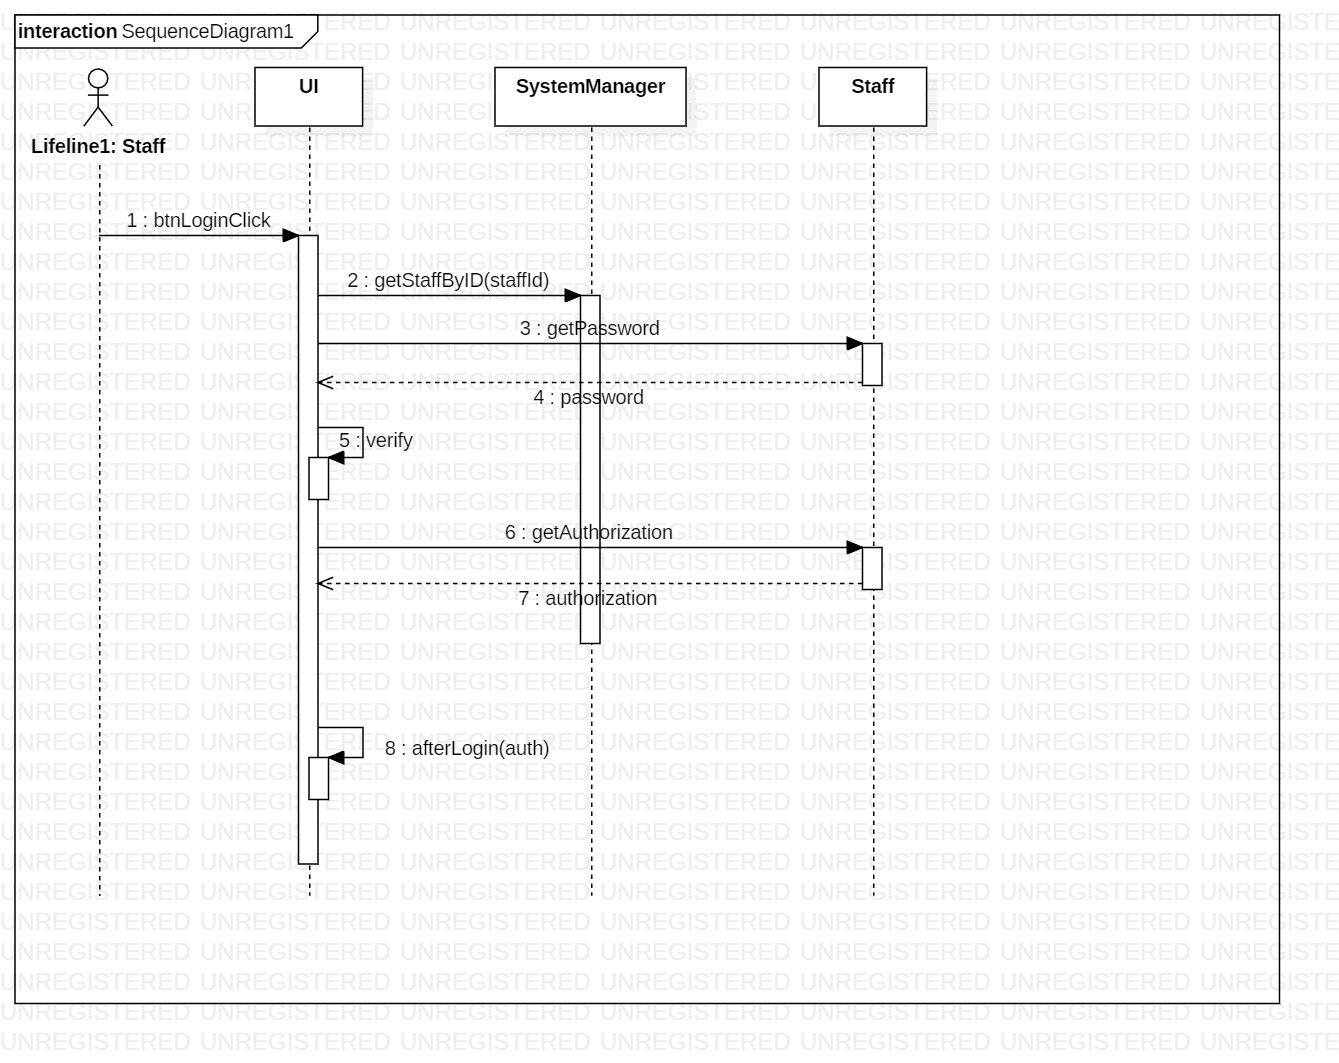 interaction SequenceDiagram1
UI
SystemManager
Staff
Lifeline1: Staff
1 : btnLoginClick
2 : getStaffByID(staffId)
3 : getPassword
4 : password
5 : verify
6 : getAuthorization
7 : authorization
8 : afterLogin(auth)
UNREGISTERED